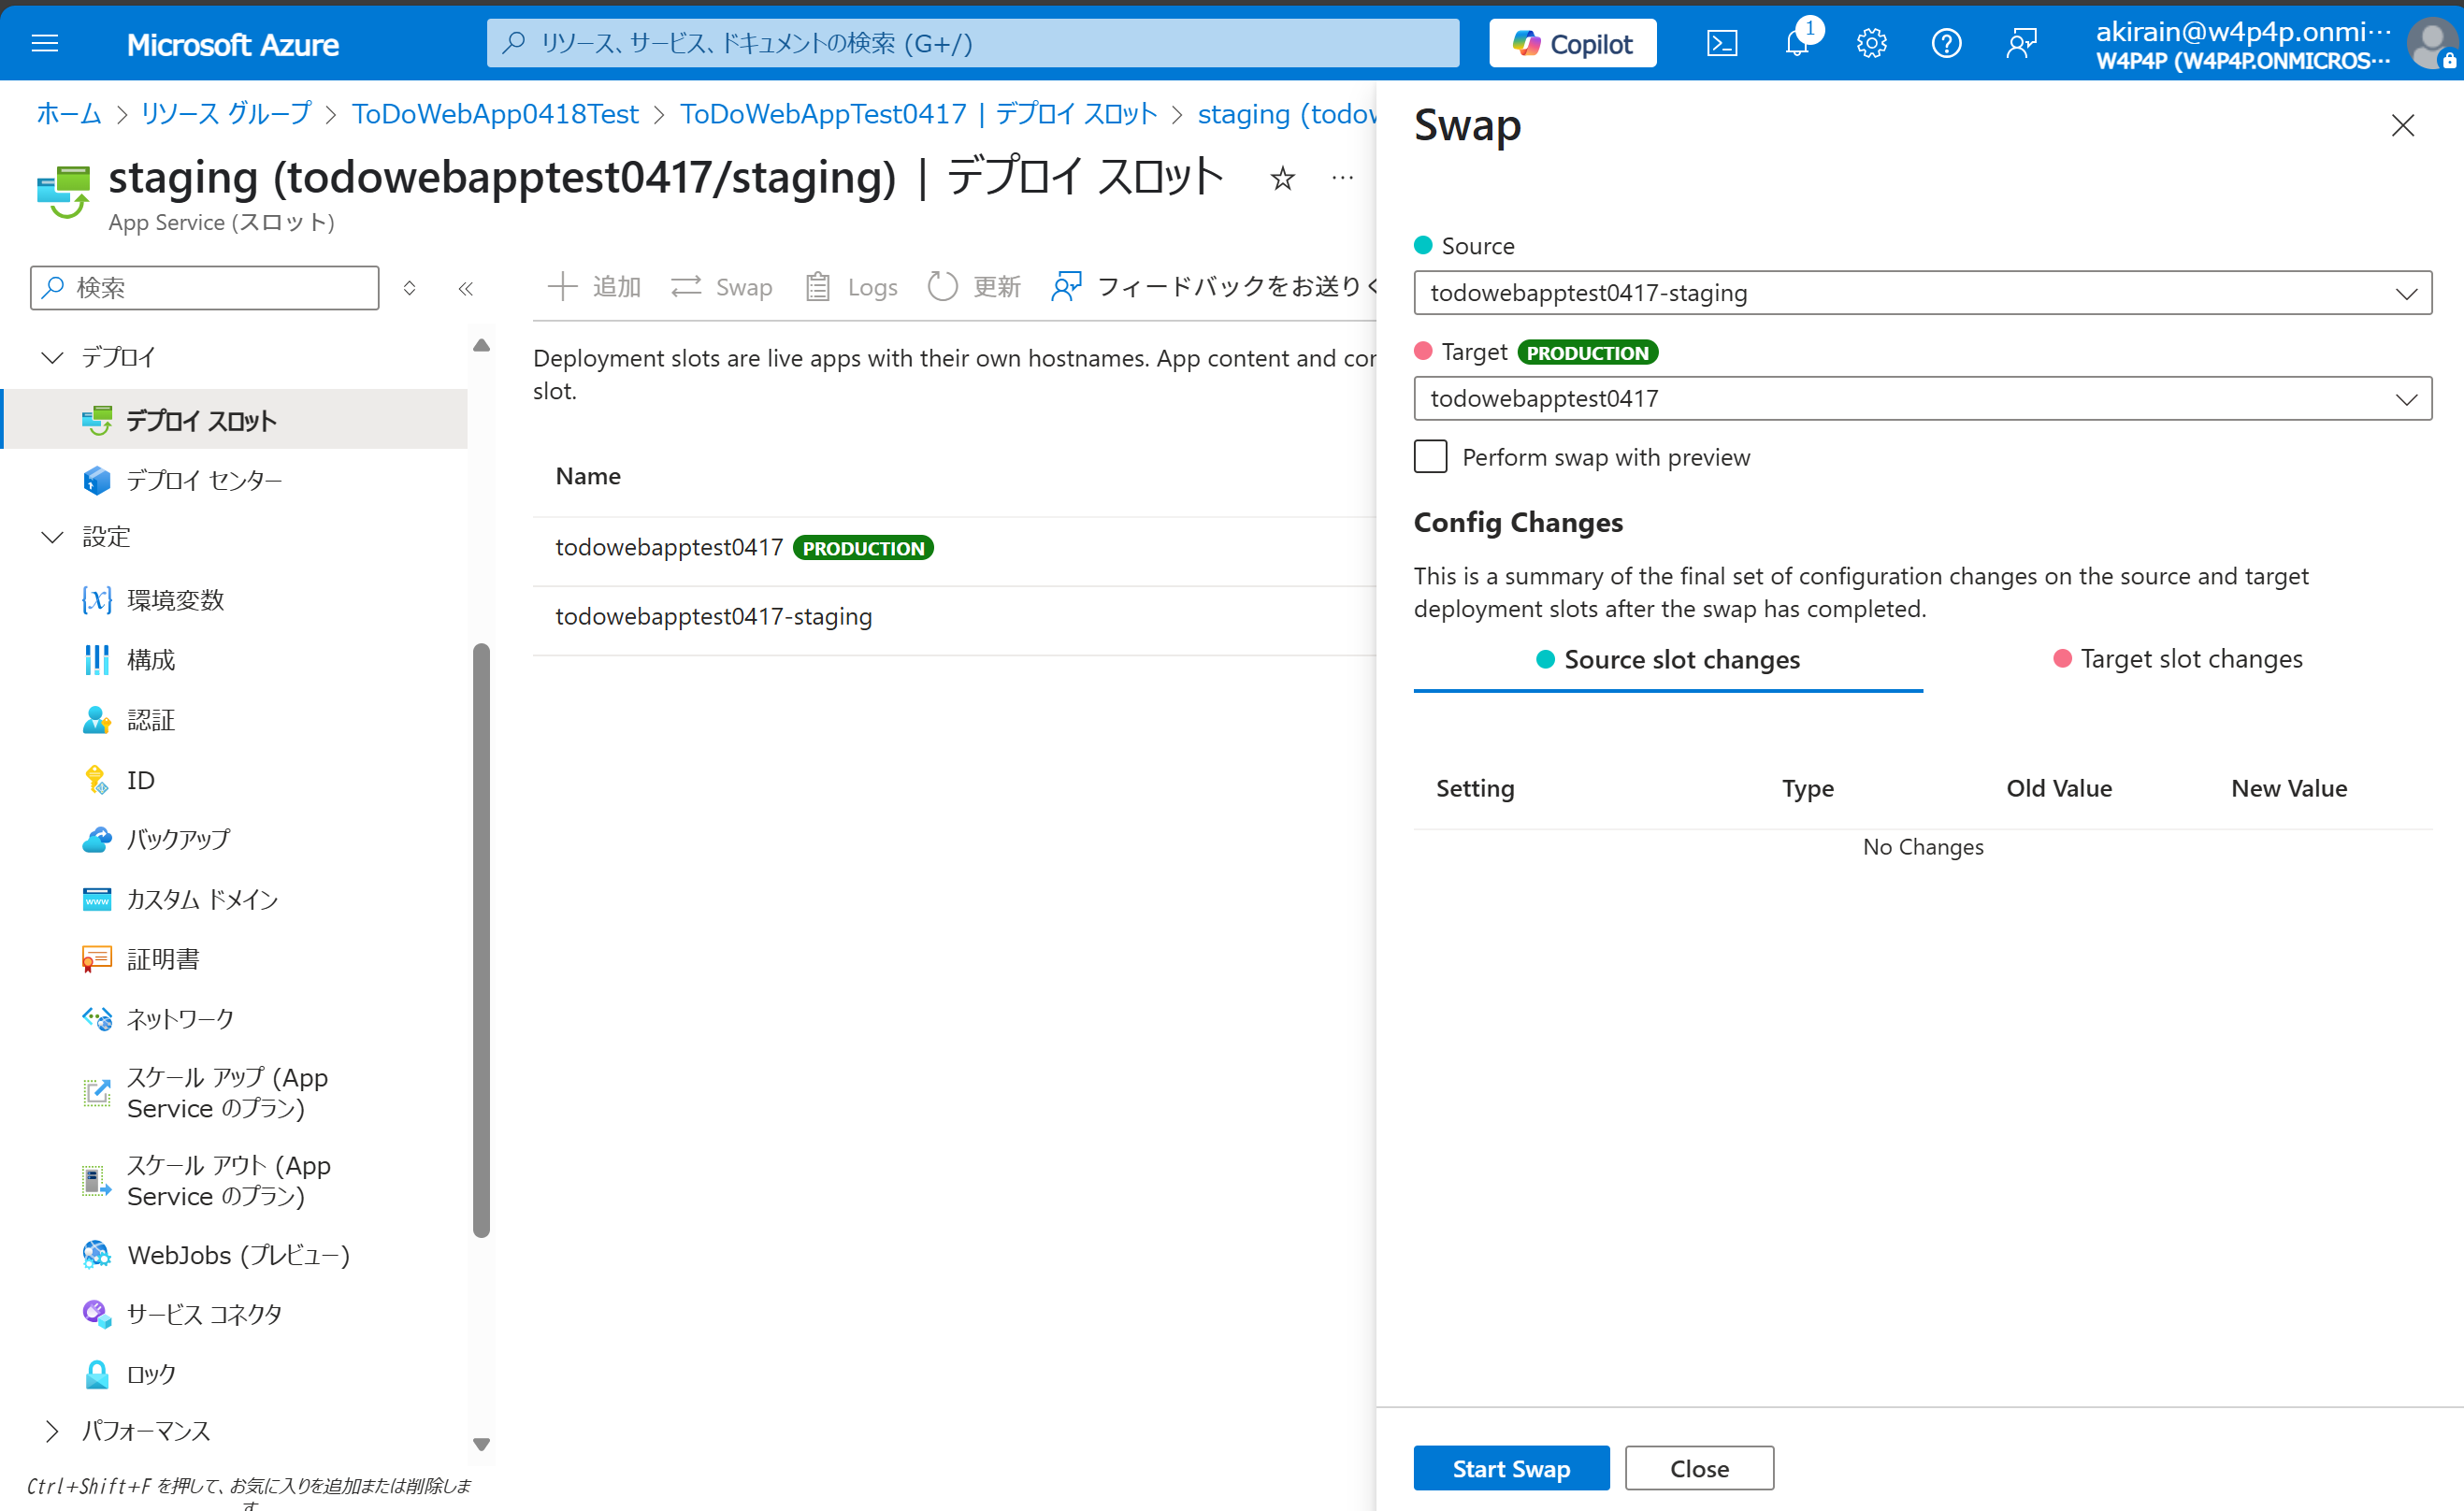 Microsoft Azure
リソース、サービス、ドキュメントの検索 (G+/)
Copilot
1
akirain@w4p4p.onmi···
W4P4P (W4P4P.ONMICROS···
ホーム > リソース グループ > ToDoWebApp0418Test > ToDoWebAppTest0417 | デプロイ スロット > staging (todow
staging (todowebapptest0417/staging) | デプロイ スロット
App Service (スロット)
検索
デプロイ
デプロイ スロット
デプロイ センター
設定
環境変数
構成
認証
ID
バックアップ
カスタム ドメイン
証明書
ネットワーク
スケール アップ (App
Service のプラン)
スケール アウト (App
Service のプラン)
WebJobs (プレビュー)
サービス コネクタ
ロック
パフォーマンス
Ctrl+Shift+F を押して、お気に入りを追加または削除しま
す
追加 Swap Logs 更新 フィードバックをお送りく
Deployment slots are live apps with their own hostnames. App content and con
slot.
Name
todowebapptest0417 PRODUCTION
todowebapptest0417-staging
Swap
Source
todowebapptest0417-staging
Target PRODUCTION
todowebapptest0417
Perform swap with preview
Config Changes
This is a summary of the final set of configuration changes on the source and target
deployment slots after the swap has completed.
Source slot changes Target slot changes
Setting Type Old Value New Value
No Changes
Start Swap Close